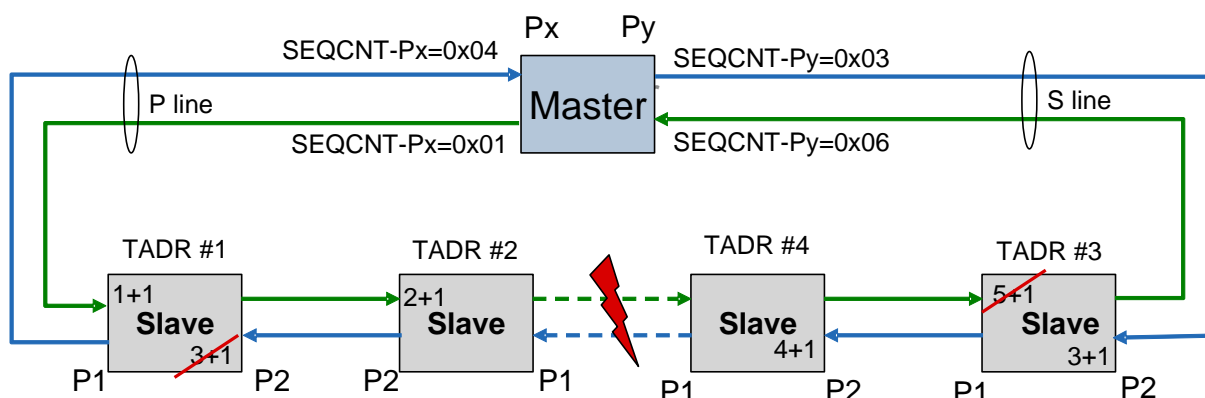 Px Py
SEQCNT-Px=0x04
SEQCNT-Py=0x03
P line
Master
S line
SEQCNT-Px=0x01
SEQCNT-Py=0x06
TADR #1
TADR #2
TADR #4
TADR #3
1+1
Slave
3+1
2+1
Slave
Slave
4+1
5+1
Slave
3+1
P1
P2
P2
P1
P1
P2
P1
P2